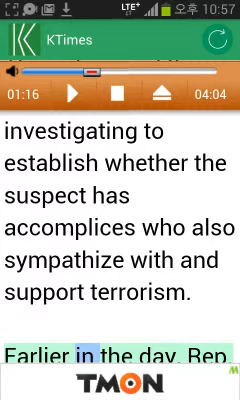 LTE 오후 10:57
KTimes
01:16 04:04
investigating to
establish whether the
suspect has
accomplices who also
sympathize with and
support terrorism.
Earlier in the day, Rep.
TMON